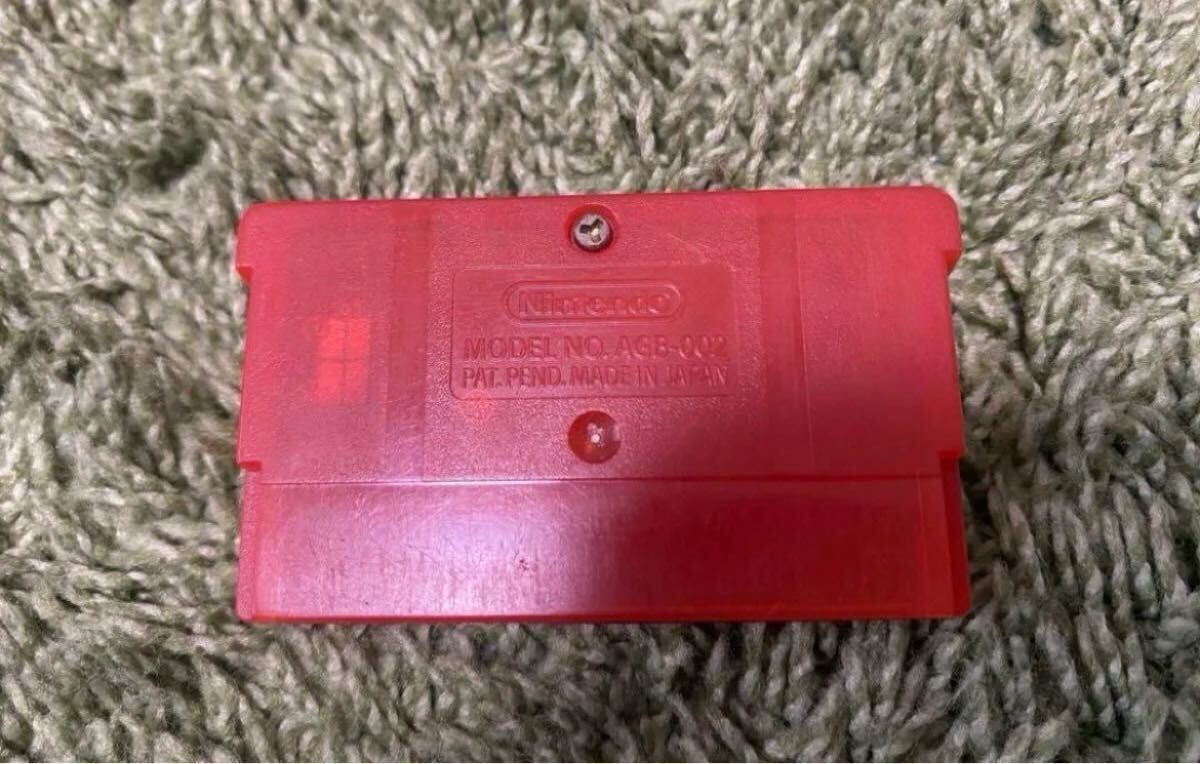 Nintendo
MODEL NO. AGB-002
PAT. PEND. MADE IN JAPAN